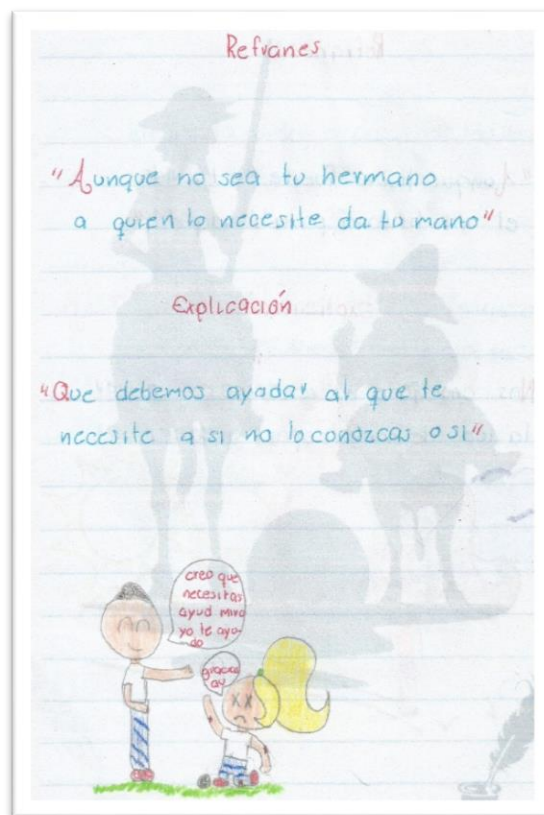 Refranes
"Aunque no sea tu hermano
a quien lo necesite da tu mano"
Explicación
"Que debemos ayadar al que te
necesite a si no lo conozcas o si"
creo que
necesitas
ayud mira
yo te ayu-
do
gracias
ay